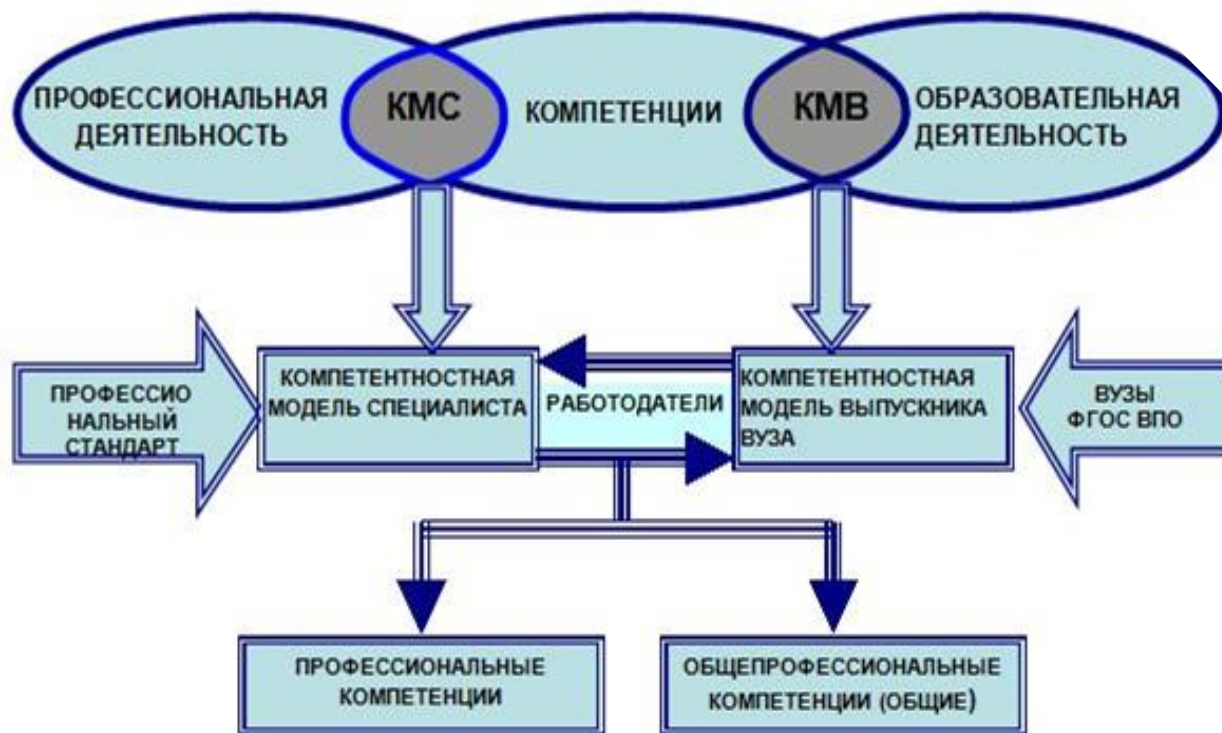 ПРОФЕССИОНАЛЬНАЯ
ДЕЯТЕЛЬНОСТЬ
КМС
КОМПЕТЕНЦИИ
КМВ
ОБРАЗОВАТЕЛЬНАЯ
ДЕЯТЕЛЬНОСТЬ
ПРОФЕССИО
НАЛЬНЫЙ
СТАНДАРТ
КОМПЕТЕНТНОСТНАЯ
МОДЕЛЬ СПЕЦИАЛИСТА
РАБОТОДАТЕЛИ
КОМПЕТЕНТНОСТНАЯ
МОДЕЛЬ ВЫПУСКНИКА
ВУЗА
ВУЗЫ
ФГОС ВПО
ПРОФЕССИОНАЛЬНЫЕ
КОМПЕТЕНЦИИ
ОБЩЕПРОФЕССИОНАЛЬНЫЕ
КОМПЕТЕНЦИИ (ОБЩИЕ)